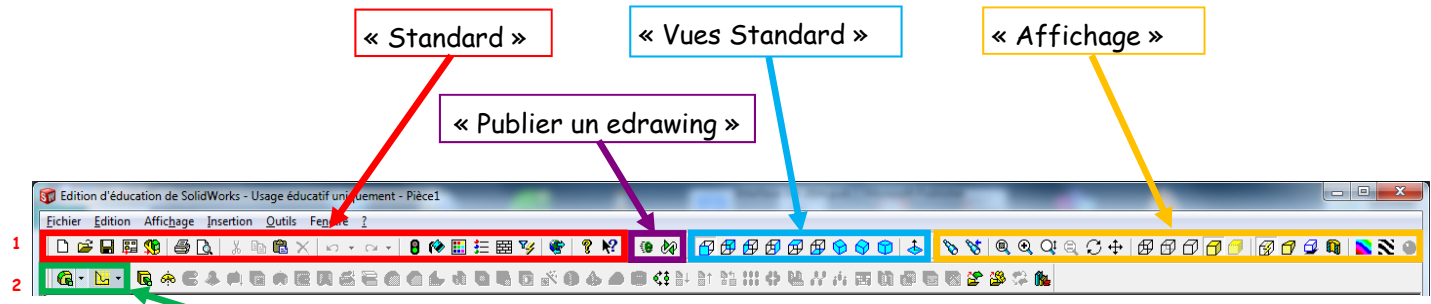 « Standard »
« Vues Standard »
« Affichage »
« Publier un edrawing »
Edition d'éducation de SolidWorks - Usage éducatif uniquement - Pièce1
Fichier Edition Affichage Insertion Outils Fenêtre ?
1
2